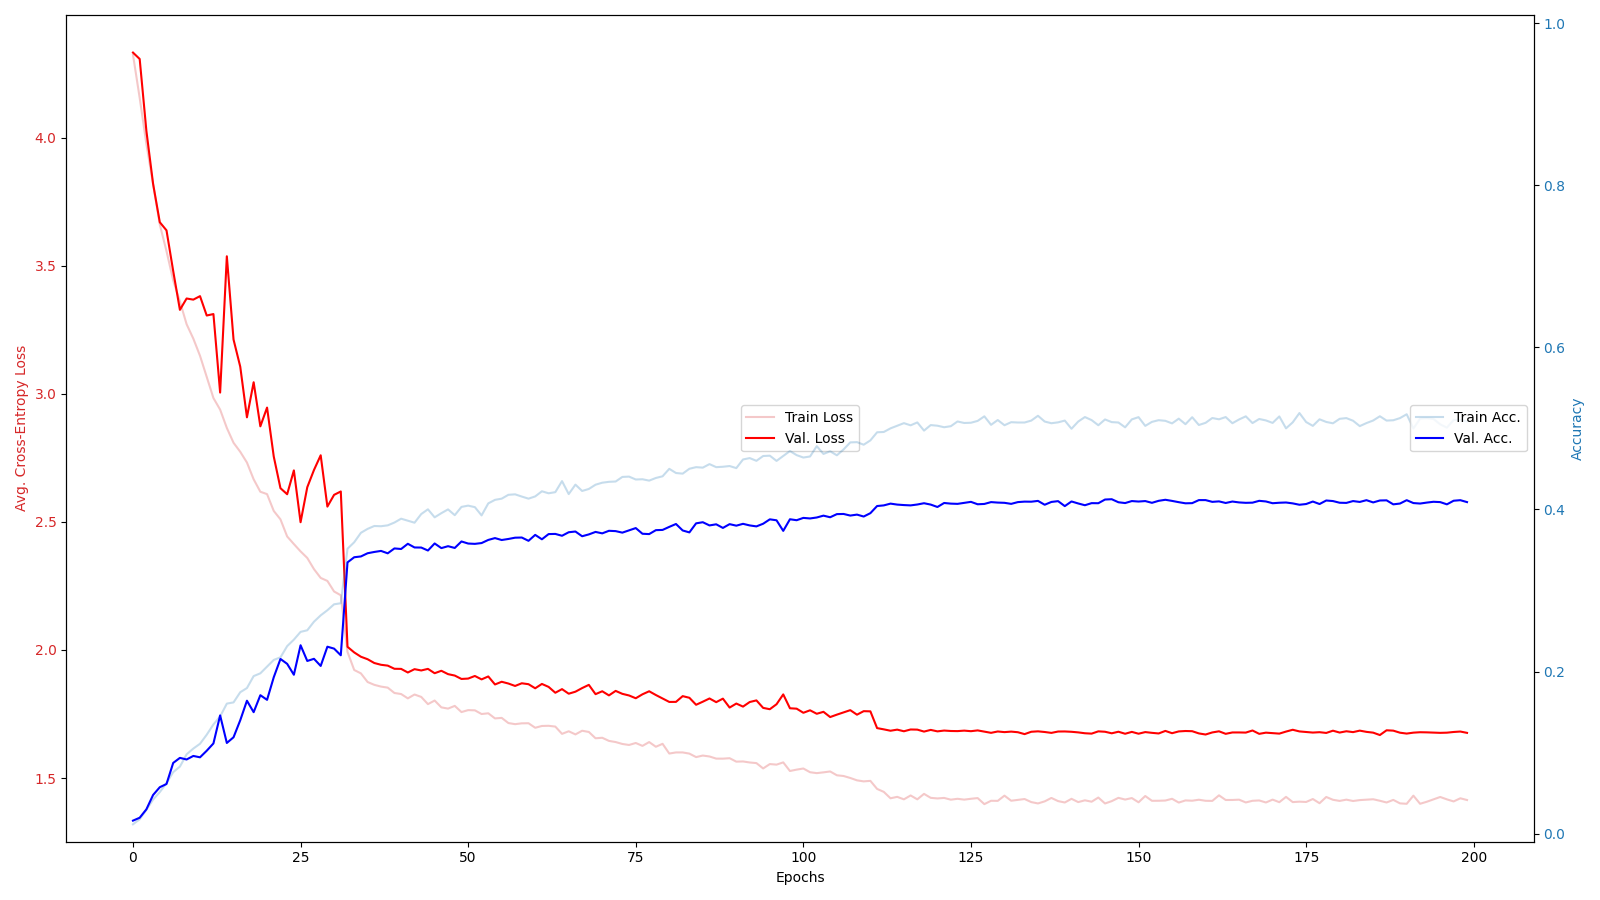 1.0
4.0
3.5
3.0
2.5
2.0
1.5
0.8
0.6
0.4
0.2
0.0
Avg. Cross-Entropy Loss
Train Loss
Val. Loss
Train Acc.
Val. Acc.
Accuracy
0 25 50 75 100 125 150 175 200
Epochs